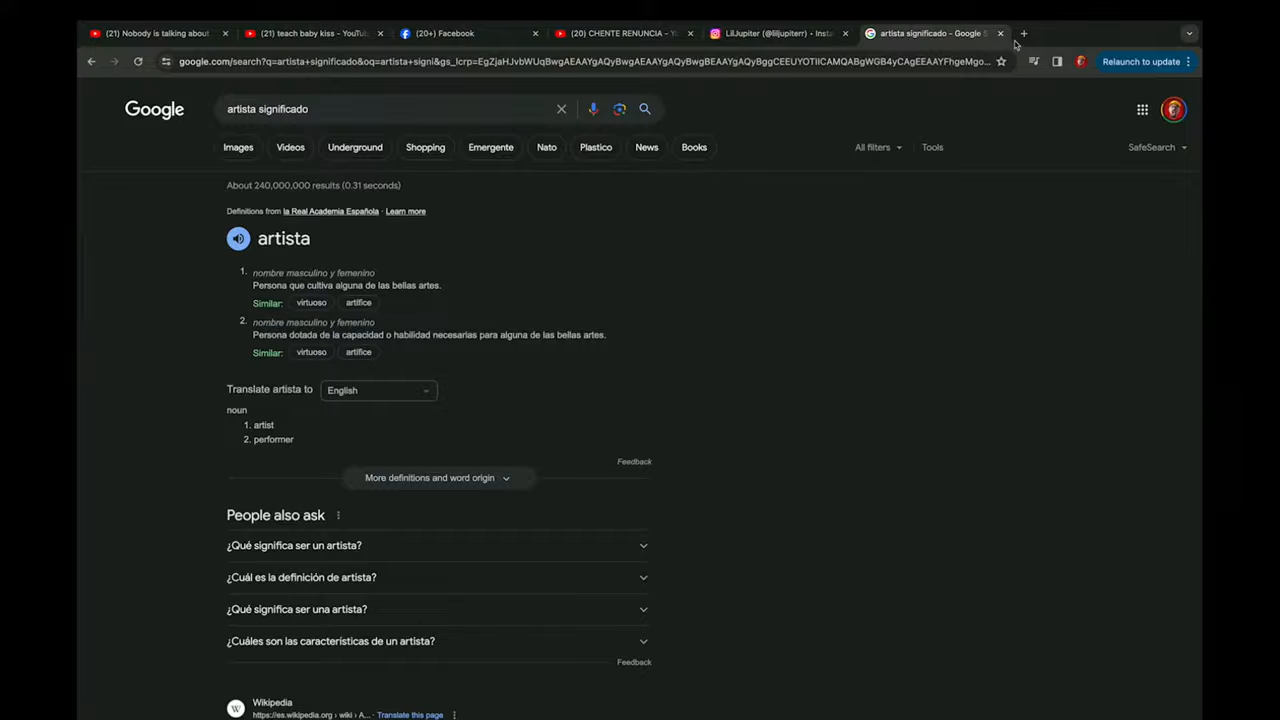 (21) Nobody is talking about
(21) teach baby kiss - YouTu
(20+) Facebook
(20) CHENTE RENUNCIA - Y
LilJupiter (@liljupiterr) • Inst
artista significado - Google S
google.com/search?q=artista+significado&oq=artista+signi&gs_lcrp=EgZjaHJvbWUqBwgAEAAYgAQyBwgAEAAYgAQyBwgBEAAYgAQyBggCEEUYOTIICAMQABgWGB4yCAgEEAAYFhgeMgo...
Relaunch to update
Google
artista significado
Images
Videos
Underground
Shopping
Emergente
Nato
Plastico
News
Books
All filters
Tools
SafeSearch
About 240,000,000 results (0.31 seconds)
Definitions from la Real Academia Española · Learn more
artista
1. nombre masculino y femenino
Persona que cultiva alguna de las bellas artes.
Similar: virtuoso artífice
2. nombre masculino y femenino
Persona dotada de la capacidad o habilidad necesarias para alguna de las bellas artes.
Similar: virtuoso artífice
Translate artista to English
noun
1. artist
2. performer
Feedback
More definitions and word origin
People also ask
¿Qué significa ser un artista?
¿Cuál es la definición de artista?
¿Qué significa ser una artista?
¿Cuáles son las características de un artista?
Feedback
W
Wikipedia
https://es.wikipedia.org › wiki › A... · Translate this page